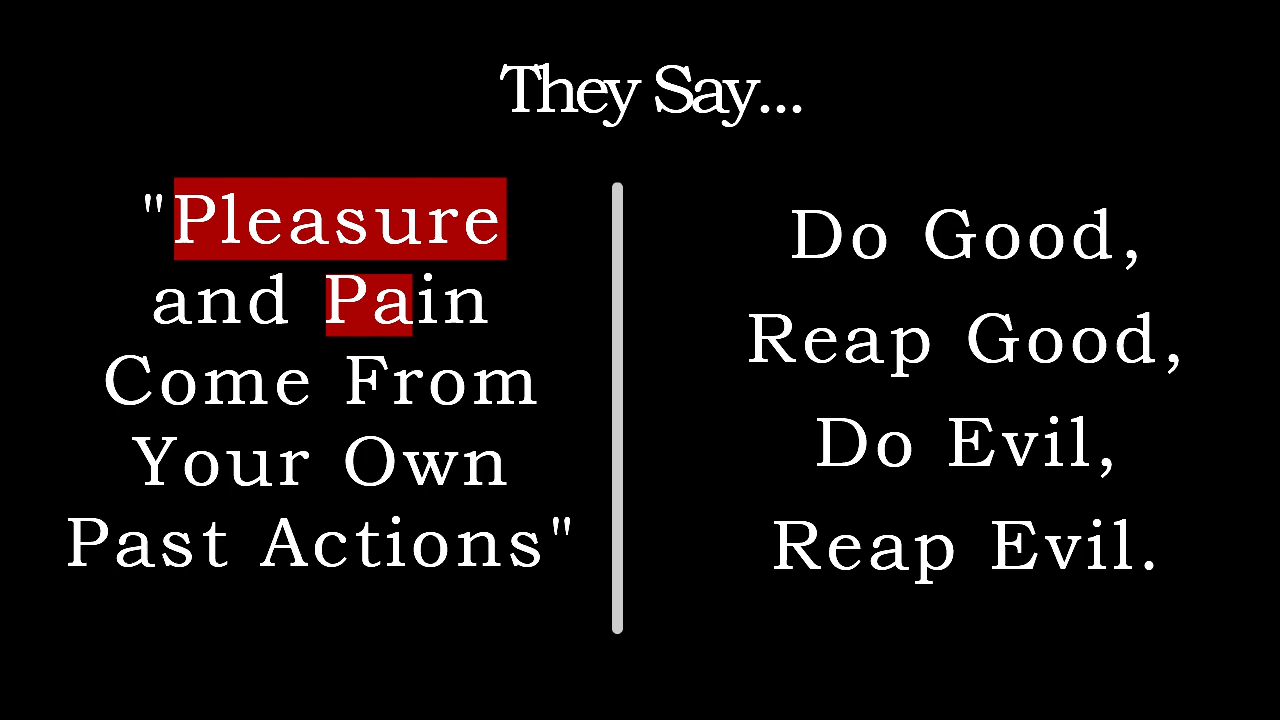 They Say...
"Pleasure
and Pain
Come From
Your Own
Past Actions"
Do Good,
Reap Good,
Do Evil,
Reap Evil.